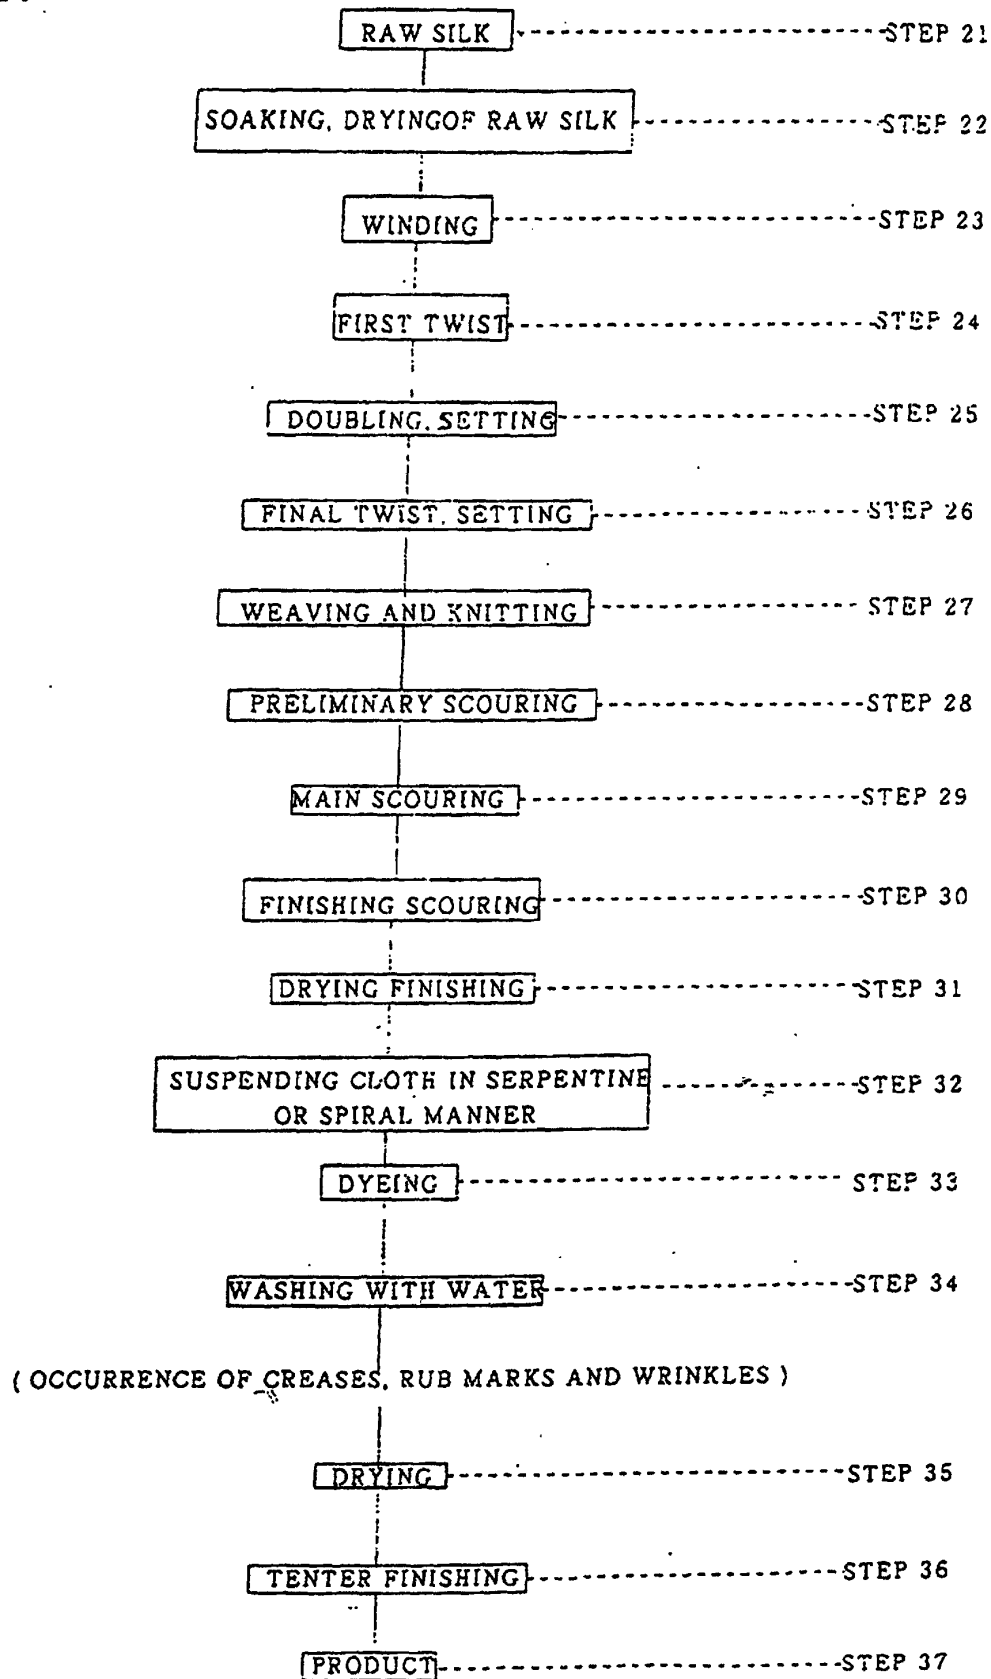 RAW SILK STEP 21
SOAKING, DRYINGOF RAW SILK STEP 22
WINDING STEP 23
FIRST TWIST STEP 24
DOUBLING, SETTING STEP 25
FINAL TWIST, SETTING STEP 26
WEAVING AND KNITTING STEP 27
PRELIMINARY SCOURING STEP 28
MAIN SCOURING STEP 29
FINISHING SCOURING STEP 30
DRYING FINISHING STEP 31
SUSPENDING CLOTH IN SERPENTINE STEP 32
OR SPIRAL MANNER
DYEING STEP 33
WASHING WITH WATER STEP 34
( OCCURRENCE OF CREASES, RUB MARKS AND WRINKLES )
DRYING STEP 35
TENTER FINISHING STEP 36
PRODUCT STEP 37